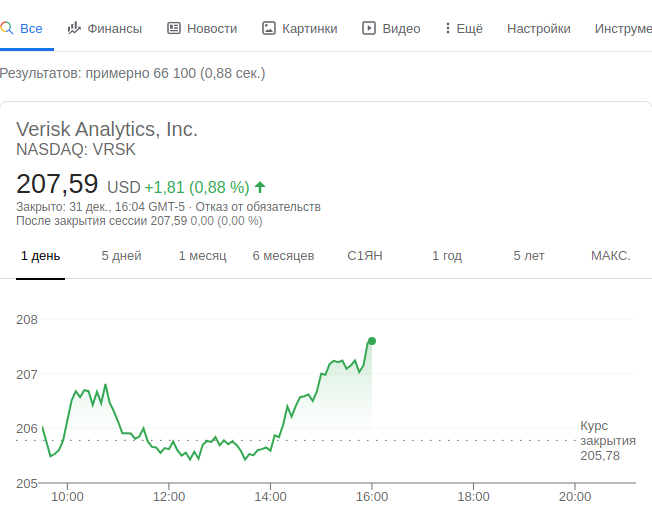 Все Финансы Новости Картинки Видео Ещё Настройки Инструме
Результатов: примерно 66 100 (0,88 сек.)
Verisk Analytics, Inc.
NASDAQ: VRSK
207,59 USD +1,81 (0,88 %)
Закрыто: 31 дек., 16:04 GMT-5 · Отказ от обязательств
После закрытия сессии 207,59 0,00 (0,00 %)
1 день 5 дней 1 месяц 6 месяцев С1ЯН 1 год 5 лет МАКС.
208
207
206
Курс
закрытия
205,78
205
10:00 12:00 14:00 16:00 18:00 20:00